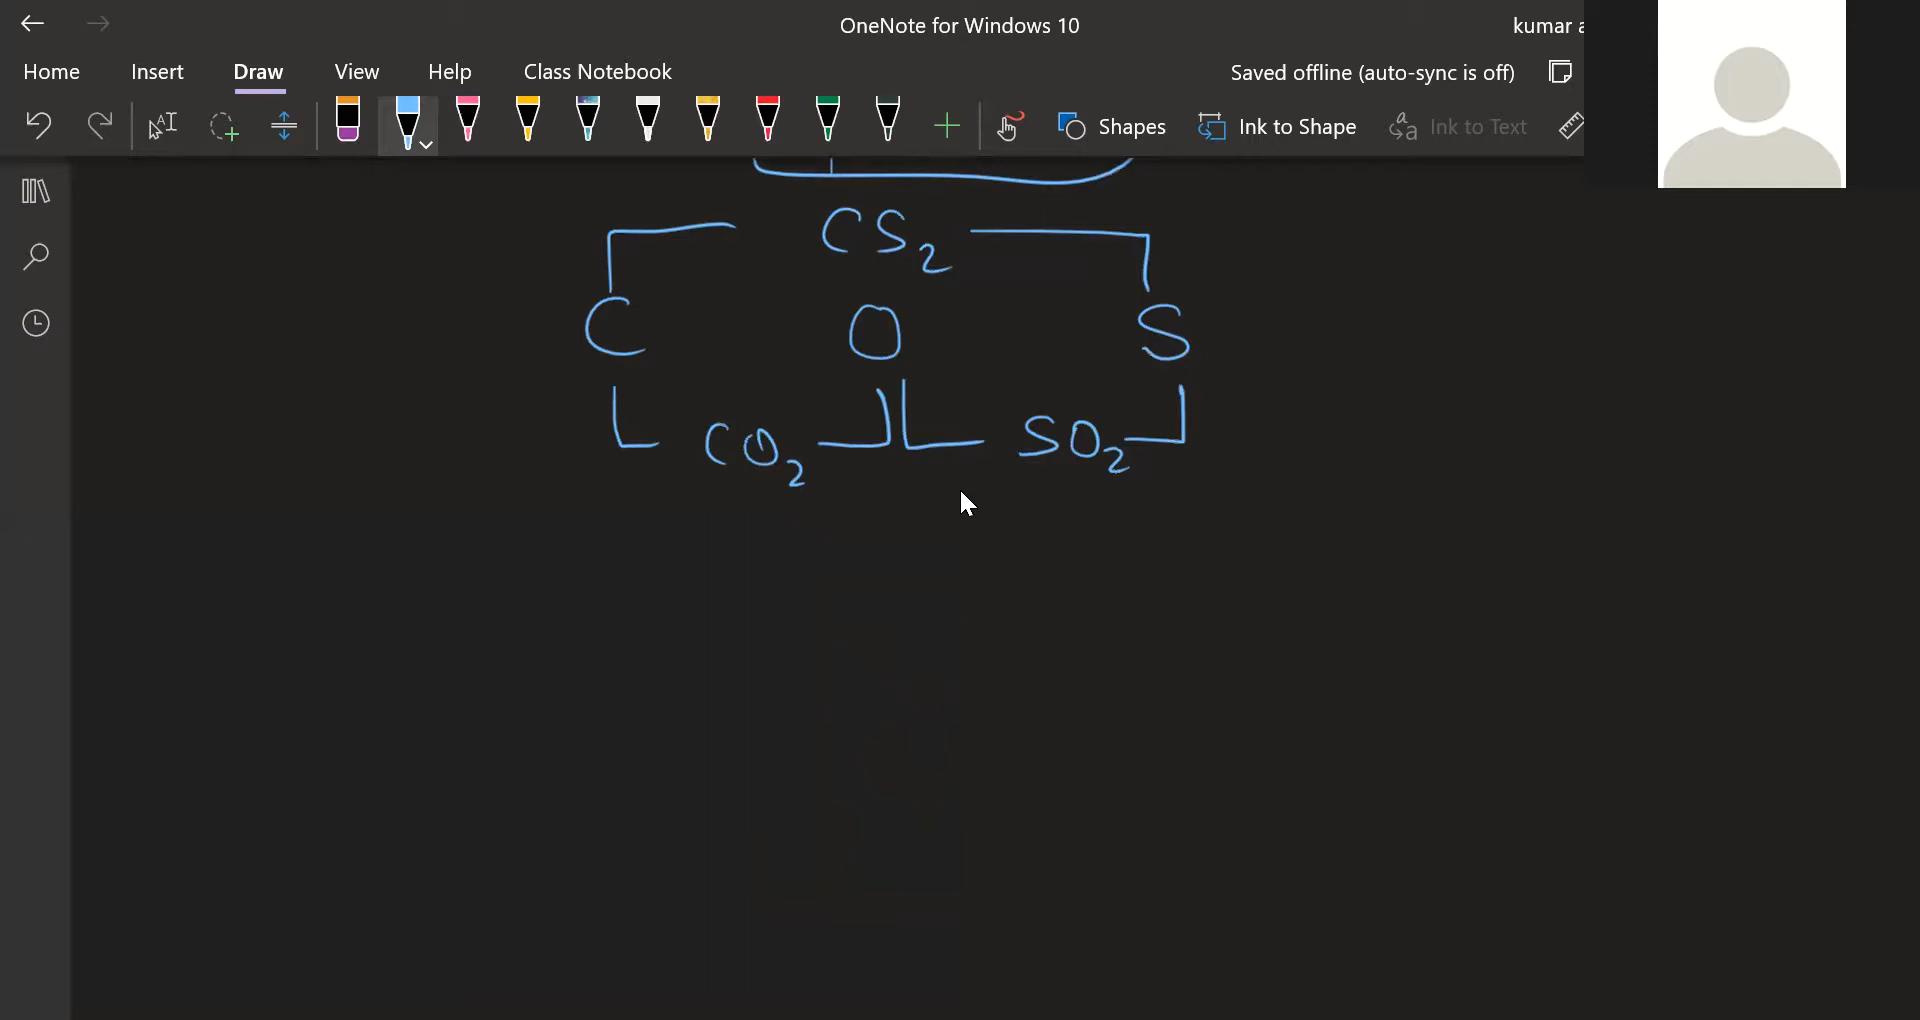 OneNote for Windows 10
kumar a
Home Insert Draw View Help Class Notebook
Saved offline (auto-sync is off)
Shapes Ink to Shape Ink to Text
CS₂
C O S
CO₂ SO₂